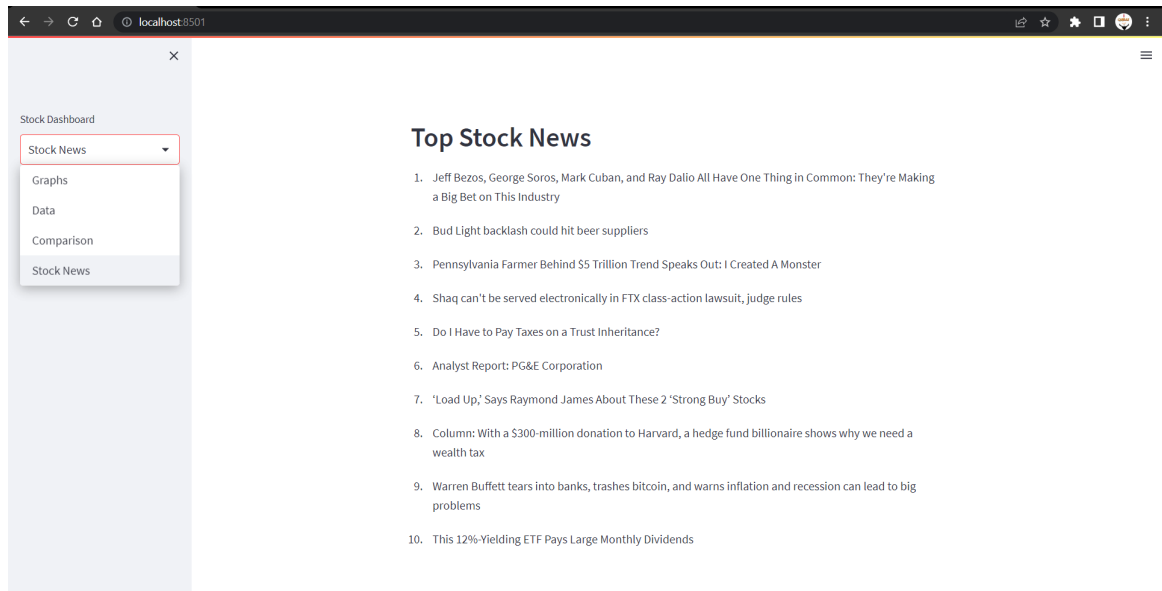 localhost:8501
Stock Dashboard
Stock News
Graphs
Data
Comparison
Stock News
Top Stock News
1. Jeff Bezos, George Soros, Mark Cuban, and Ray Dalio All Have One Thing in Common: They're Making
a Big Bet on This Industry
2. Bud Light backlash could hit beer suppliers
3. Pennsylvania Farmer Behind $5 Trillion Trend Speaks Out: I Created A Monster
4. Shaq can't be served electronically in FTX class-action lawsuit, judge rules
5. Do I Have to Pay Taxes on a Trust Inheritance?
6. Analyst Report: PG&E Corporation
7. ‘Load Up,’ Says Raymond James About These 2 ‘Strong Buy’ Stocks
8. Column: With a $300-million donation to Harvard, a hedge fund billionaire shows why we need a
wealth tax
9. Warren Buffett tears into banks, trashes bitcoin, and warns inflation and recession can lead to big
problems
10. This 12%-Yielding ETF Pays Large Monthly Dividends